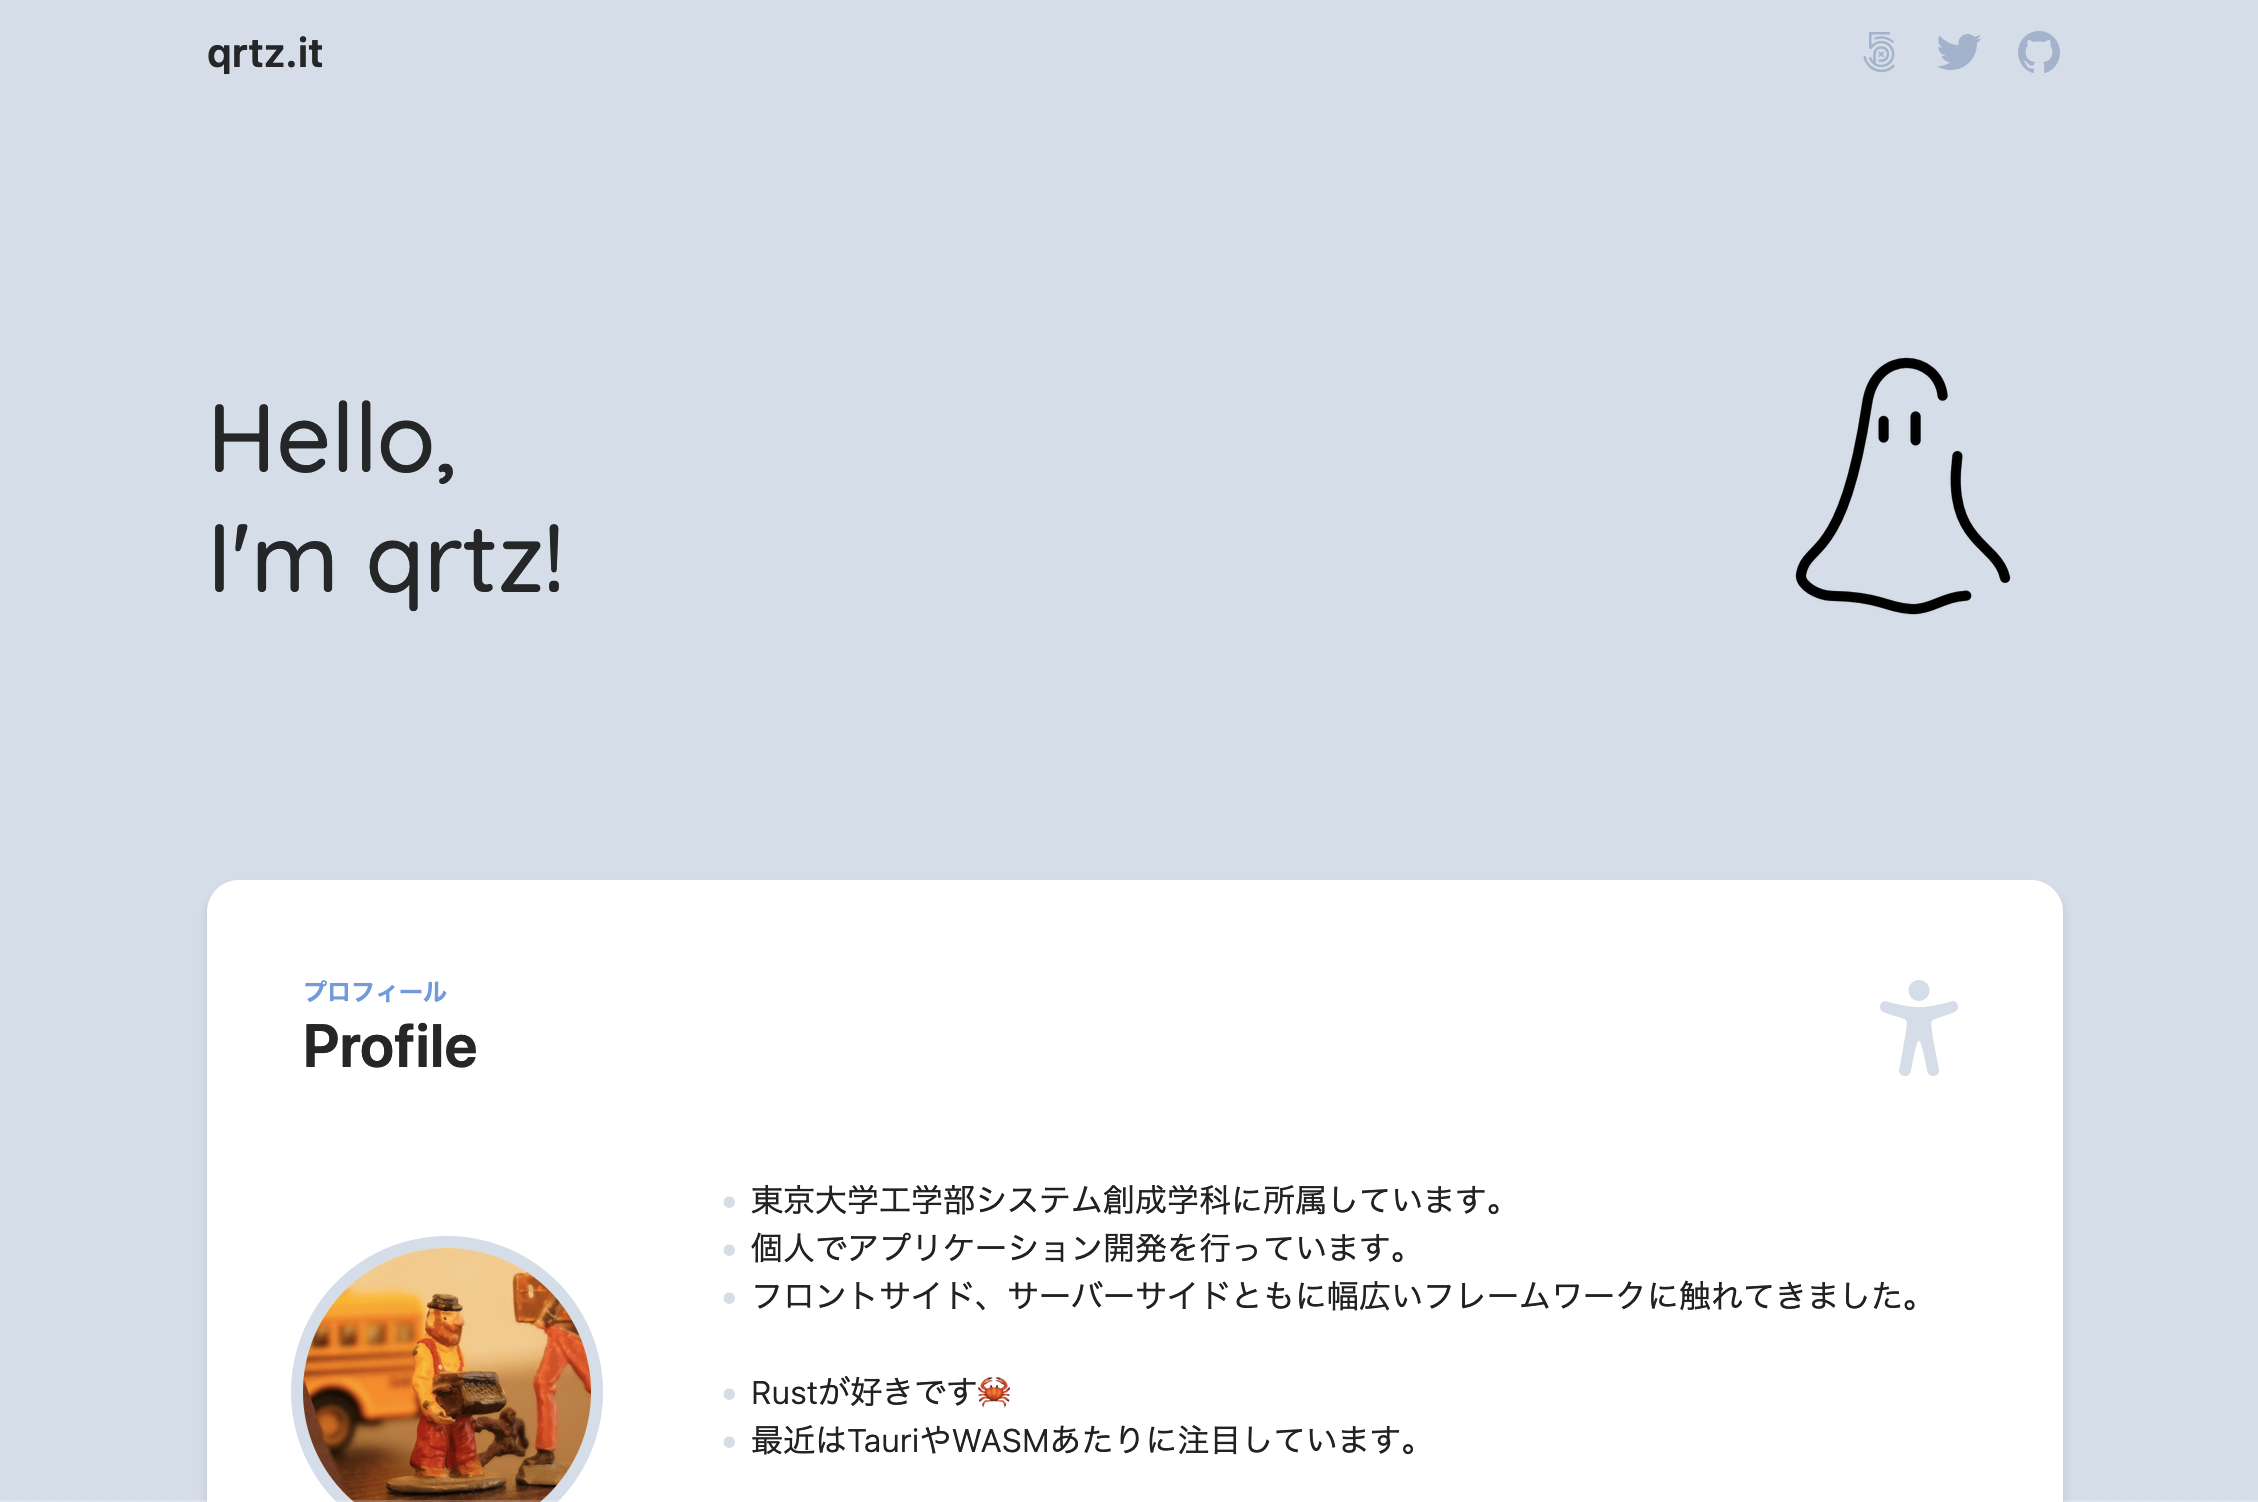 qrtz.it
Hello,
I'm qrtz!
プロフィール
Profile
東京大学工学部システム創成学科に所属しています。
個人でアプリケーション開発を行っています。
フロントサイド、サーバーサイドともに幅広いフレームワークに触れてきました。
Rustが好きです🦀
最近はTauriやWASMあたりに注目しています。